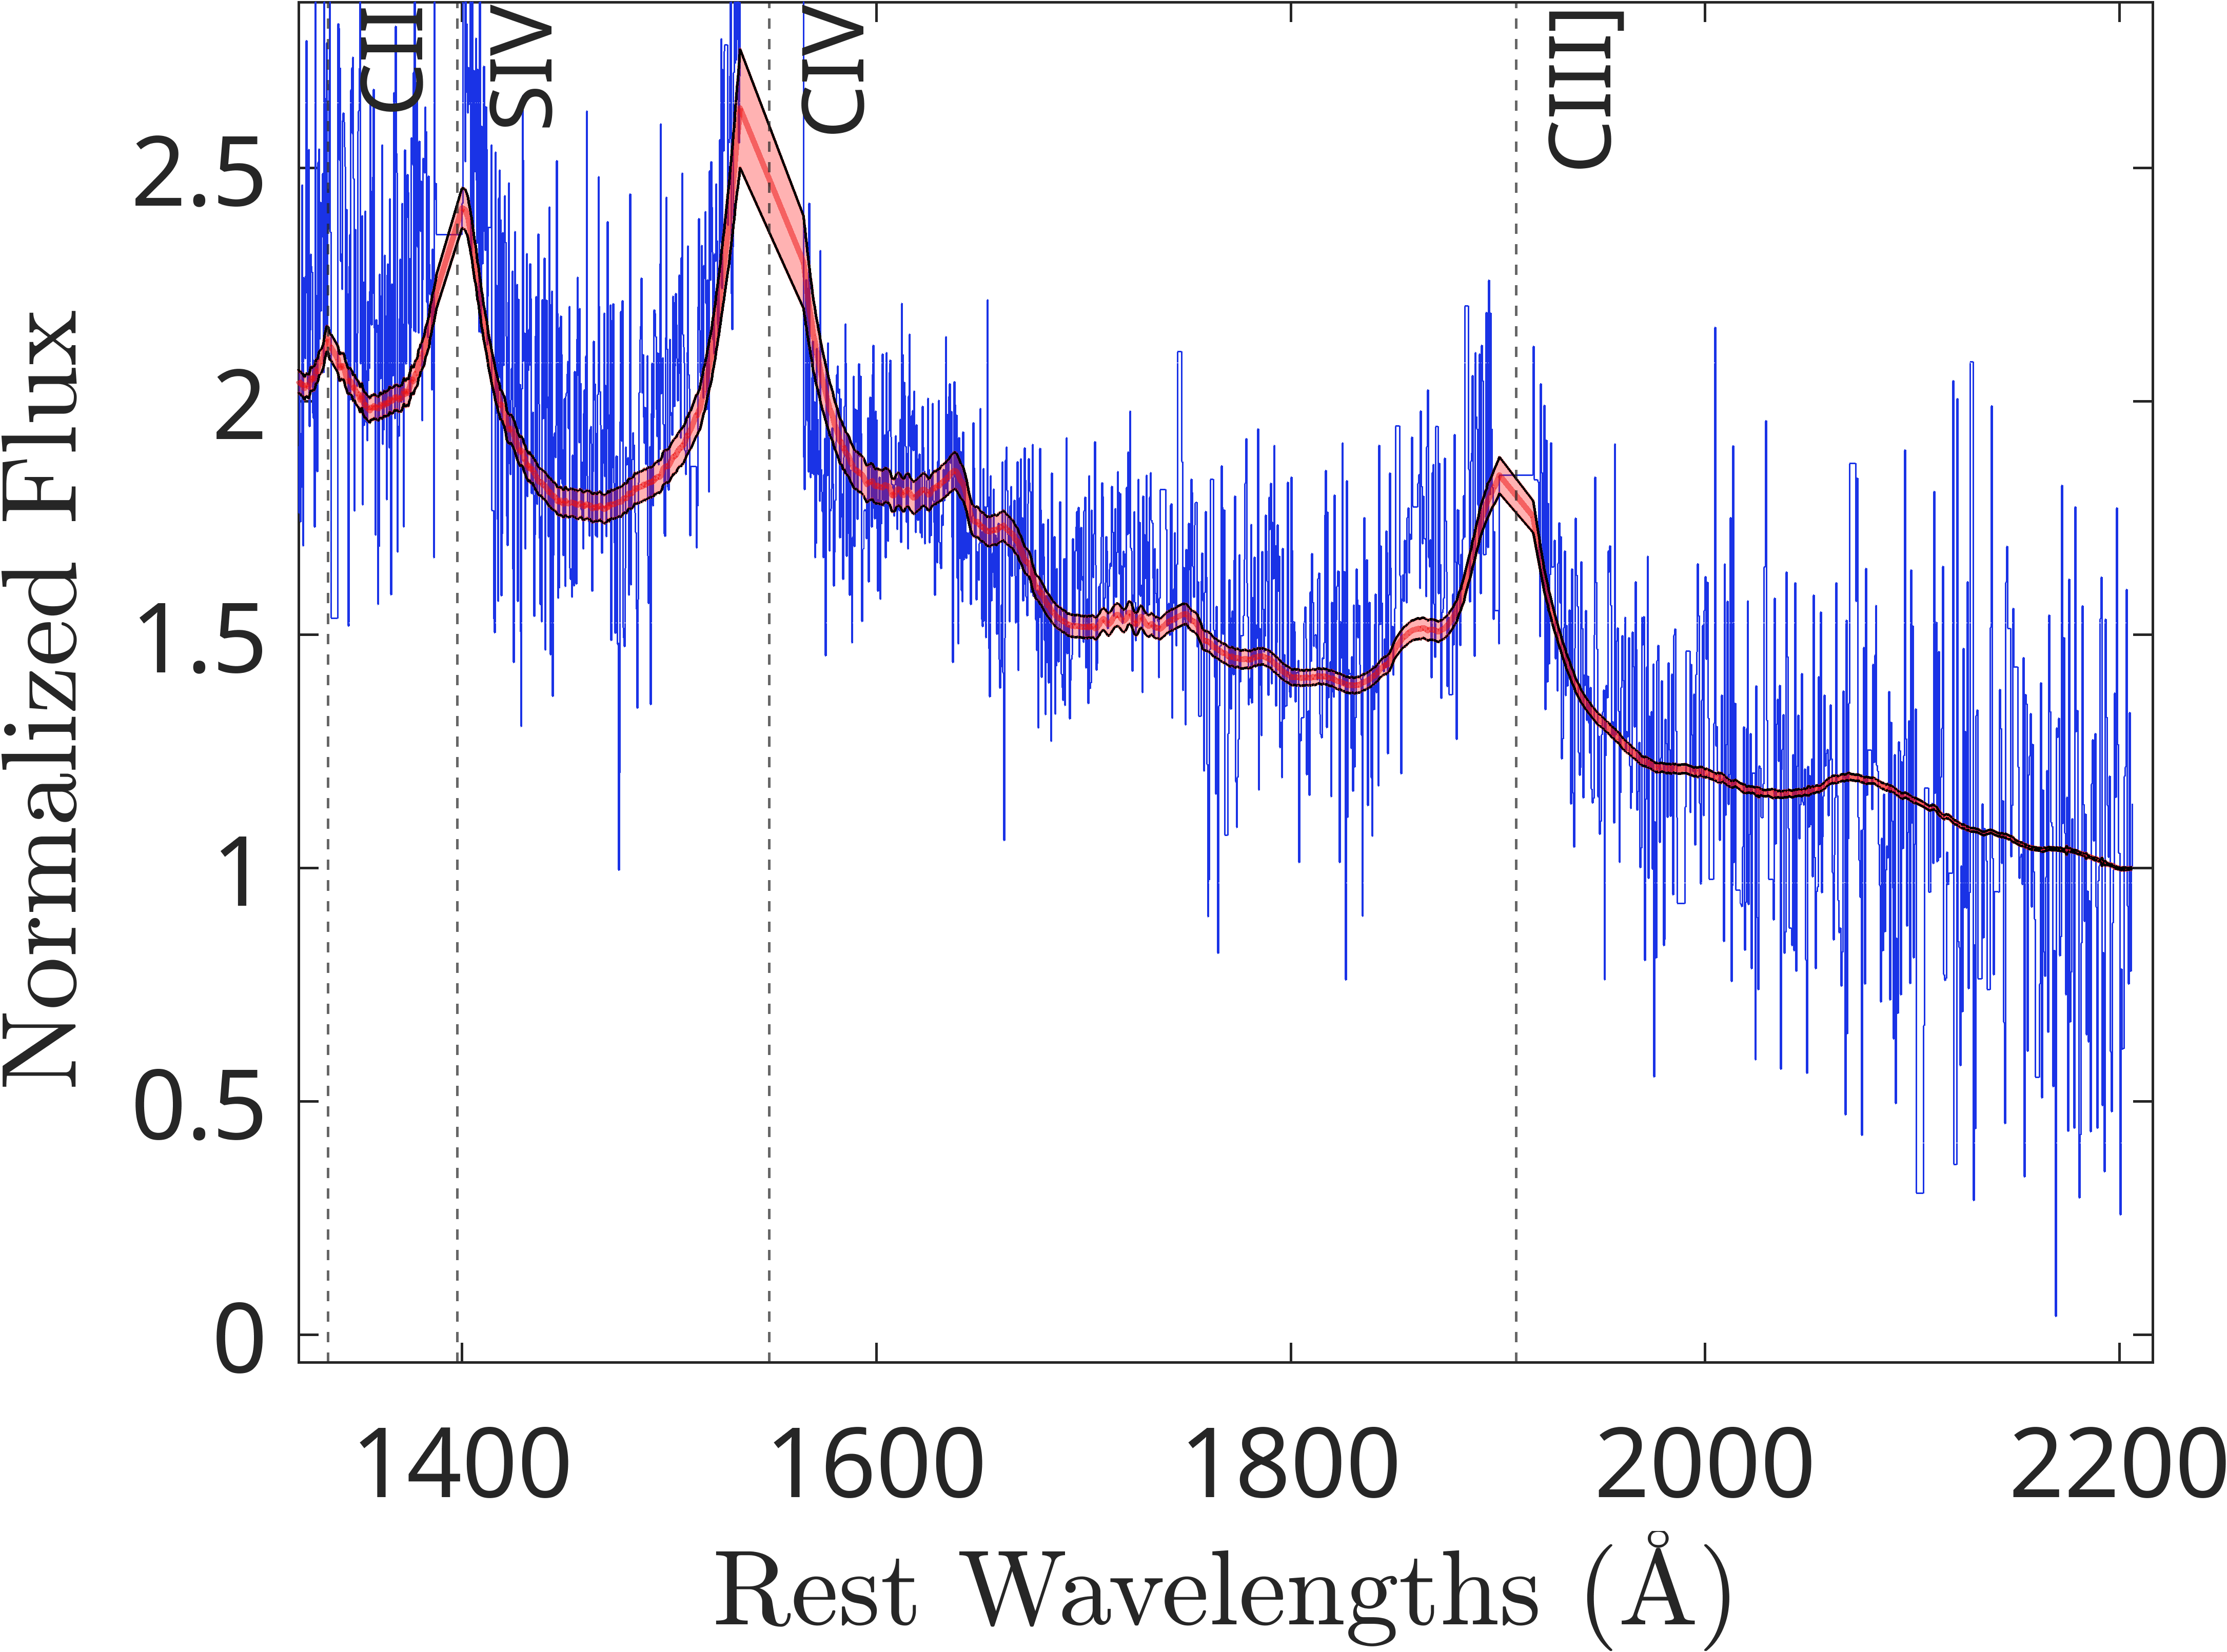 CII
SIV
CIV
CIII]
Normalized Flux
2.5
2
1.5
1
0.5
0
1400
1600
1800
2000
2200
Rest Wavelengths (Å)